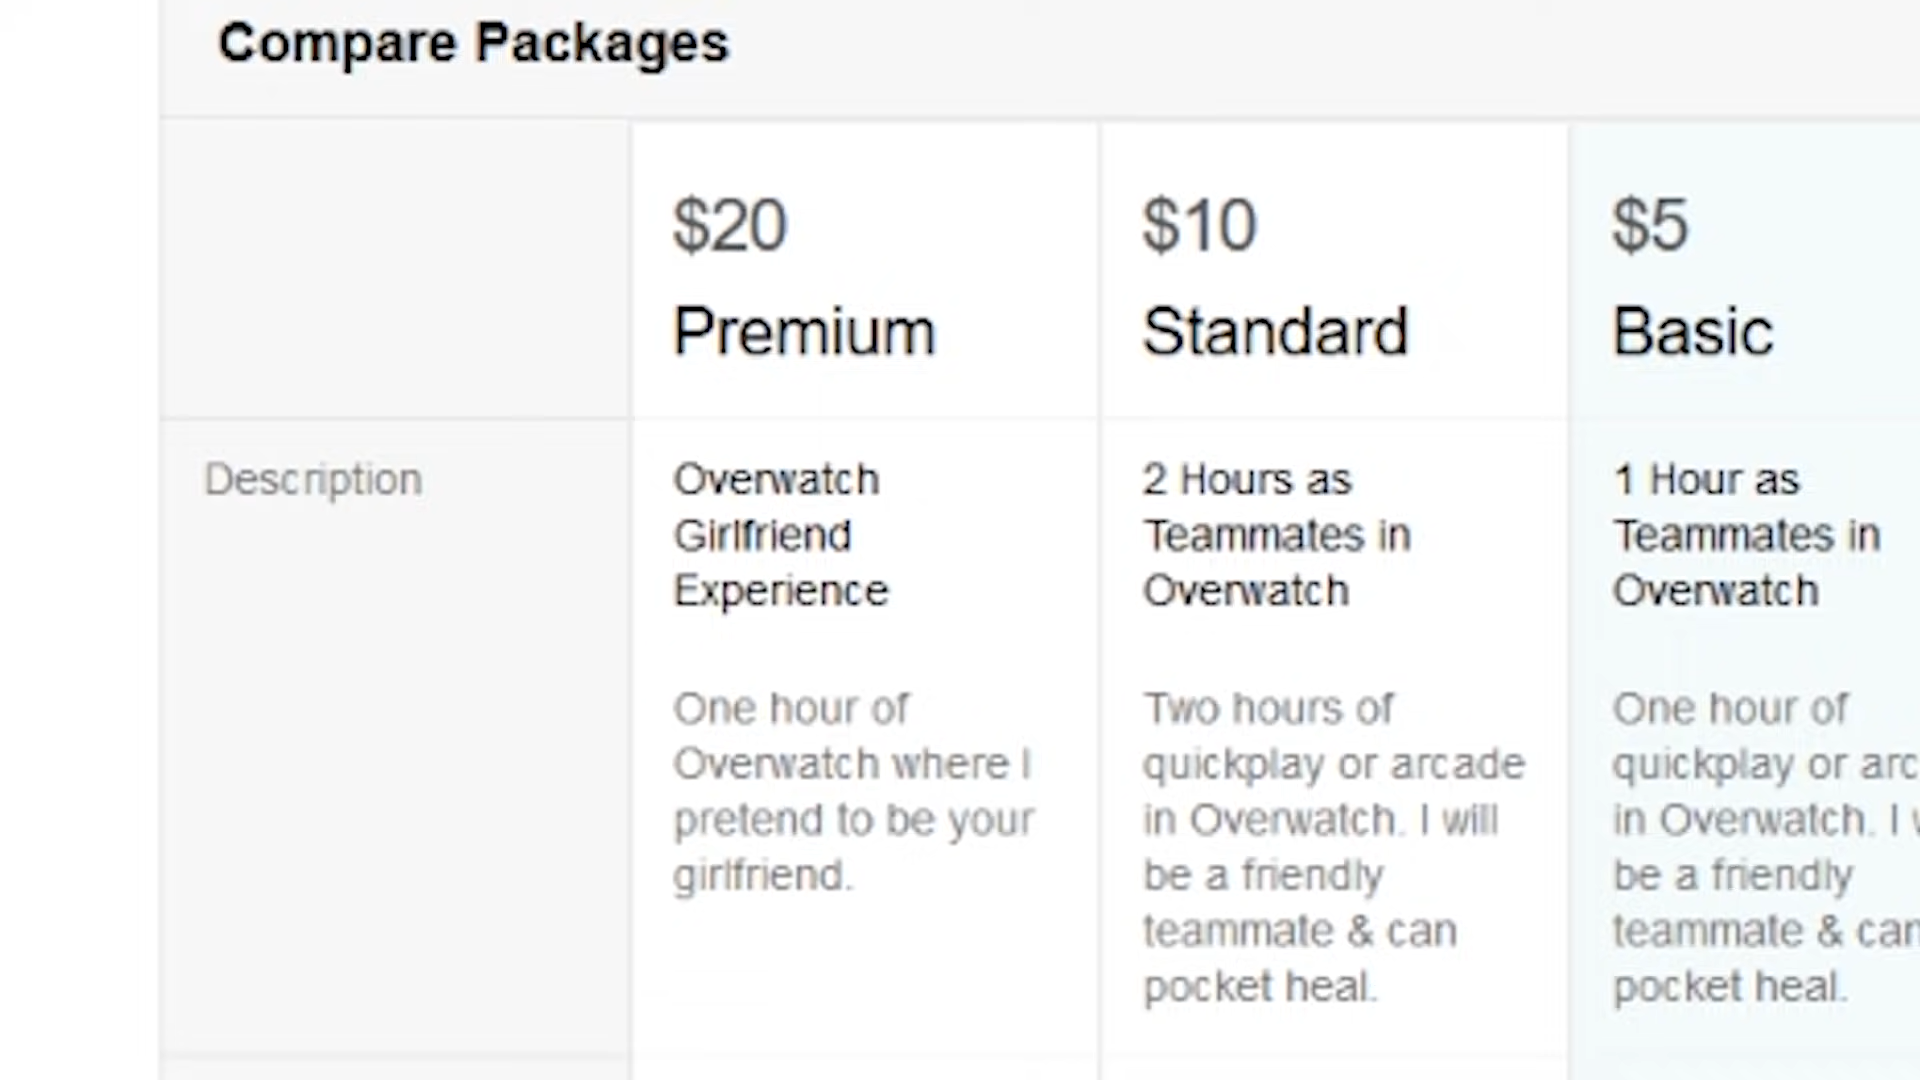 Compare Packages
$20
Premium
$10
Standard
$5
Basic
Description
Overwatch
Girlfriend
Experience
One hour of
Overwatch where I
pretend to be your
girlfriend.
2 Hours as
Teammates in
Overwatch
Two hours of
quickplay or arcade
in Overwatch. I will
be a friendly
teammate & can
pocket heal.
1 Hour as
Teammates in
Overwatch
One hour of
quickplay or
in Overwatch. I
be a friendly
teammate & can
pocket heal.